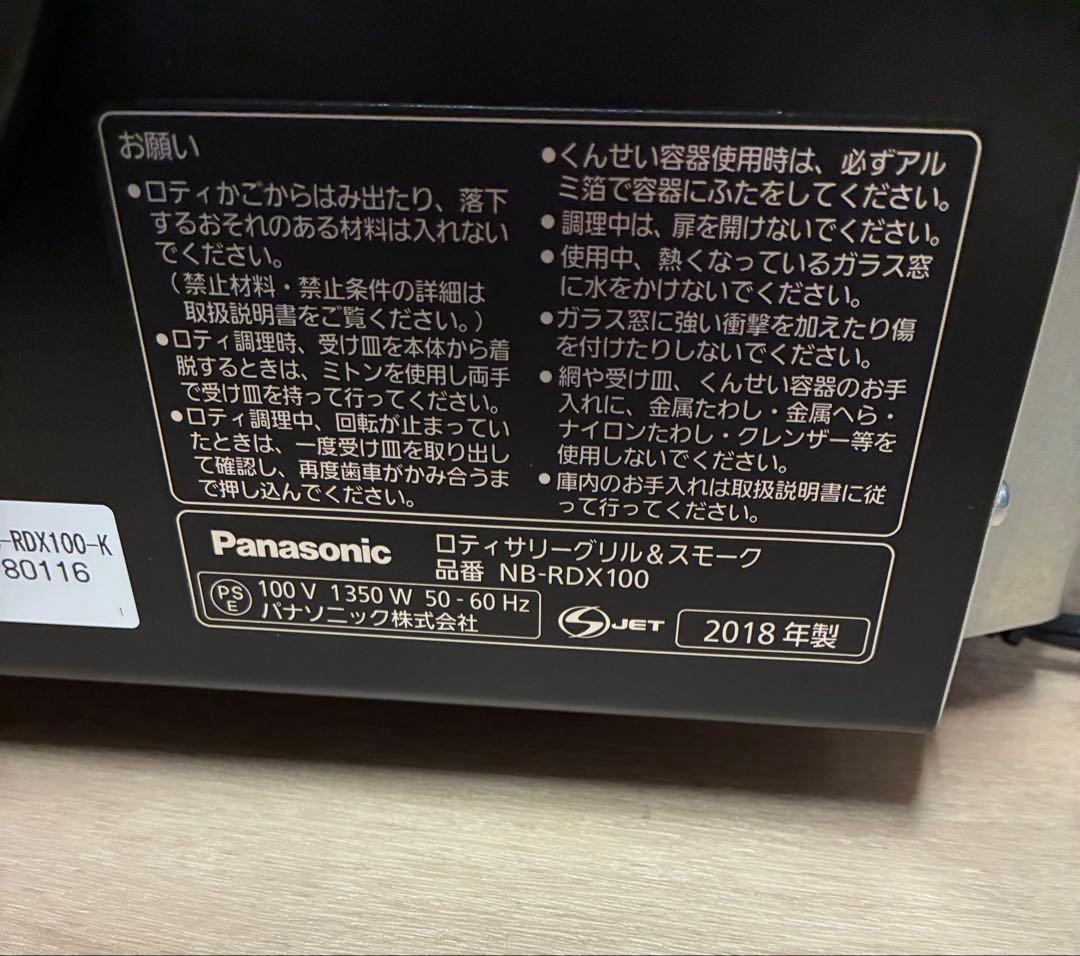 お願い
●ロティかごからはみ出たり、落下
するおそれのある材料は入れない
でください。
（禁止材料・禁止条件の詳細は
取扱説明書をご覧ください。）
●ロティ調理時、受け皿を本体から着
脱するときは、ミトンを使用し両手
で受け皿を持って行ってください。
●ロティ調理中、回転が止まってい
たときは、一度受け皿を取り出し
て確認し、再度歯車がかみ合うま
で押し込んでください。
●くんせい容器使用時は、必ずアル
ミ箔で容器にふたをしてください。
●調理中は、扉を開けないでください。
●使用中、熱くなっているガラス窓
に水をかけないでください。
●ガラス窓に強い衝撃を加えたり傷
を付けたりしないでください。
●網や受け皿、くんせい容器のお手
入れに、金属たわし・金属へら・
ナイロンたわし・クレンザー等を
使用しないでください。
●庫内のお手入れは取扱説明書に従
って行ってください。
-RDX100-K
80116
Panasonic
ロティサリーグリル＆スモーク
品番 NB-RDX100
PS
E
100 V 1350 W 50-60 Hz
パナソニック株式会社
JET
2018 年製